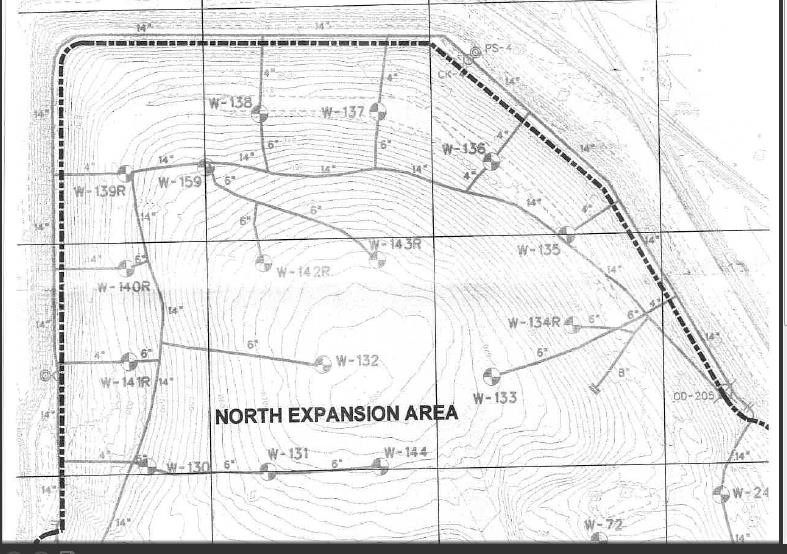 14"
14"
PS-4
CK-
14"
4"
4"
W-138
W-137
14"
4"
14"
6"
6"
W-136
14"
14"
14"
14"
4"
4"
W-139R
W-159
6"
14"
6"
6"
14"
4"
14"
14"
W-143R
W-135
14"
4"
6"
W-142R
14"
W-140R
4"
14"
14"
W-134R
6"
6"
14"
6"
4"
6"
W-132
W-141R
14"
8"
W-133
OD-205
14"
NORTH EXPANSION AREA
4"
6"
W-130
6"
W-131
6"
W-144
14"
14"
W-24
14"
W-72
14"